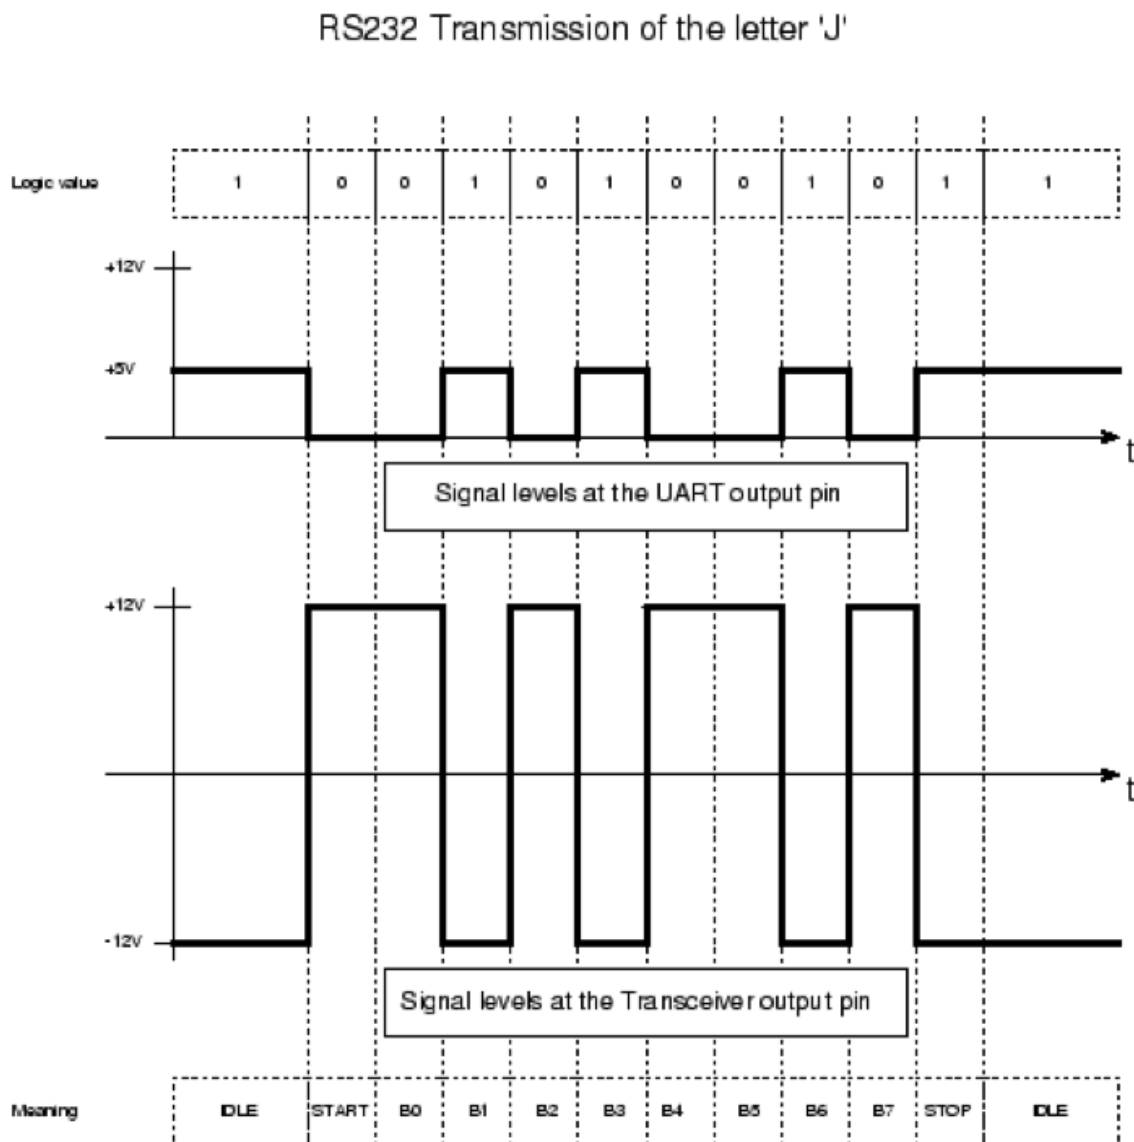 RS232 Transmission of the letter 'J'
Logic value 1 0 0 1 0 1 0 0 1 0 1 1
+12V
+5V
t
Signal levels at the UART output pin
+12V
t
-12V
Signal levels at the Transceiver output pin
Meaning IDLE START B0 B1 B2 B3 B4 B5 B6 B7 STOP IDLE